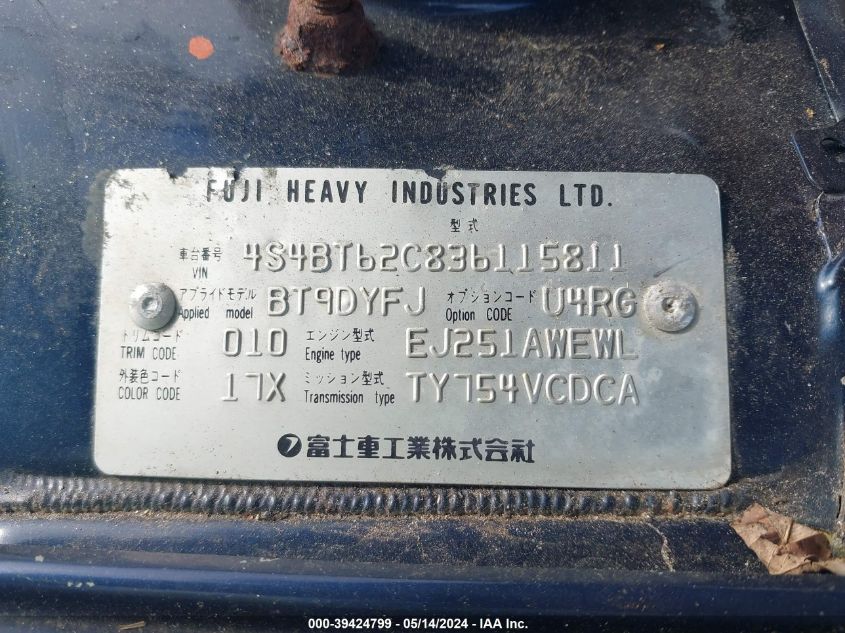 FUJI HEAVY INDUSTRIES LTD.
型式
車台番号 VIN 4S4BT62C836115811
アプライドモデル Applied model BT9DYFJ オプションコード Option CODE U4RG
トリムコード TRIM CODE 010 エンジン型式 Engine type EJ251AWEWL
外装色コード COLOR CODE 17X ミッション型式 Transmission type TY754VCDCA
富士重工業株式会社
000-39424799 - 05/14/2024 - IAA Inc.